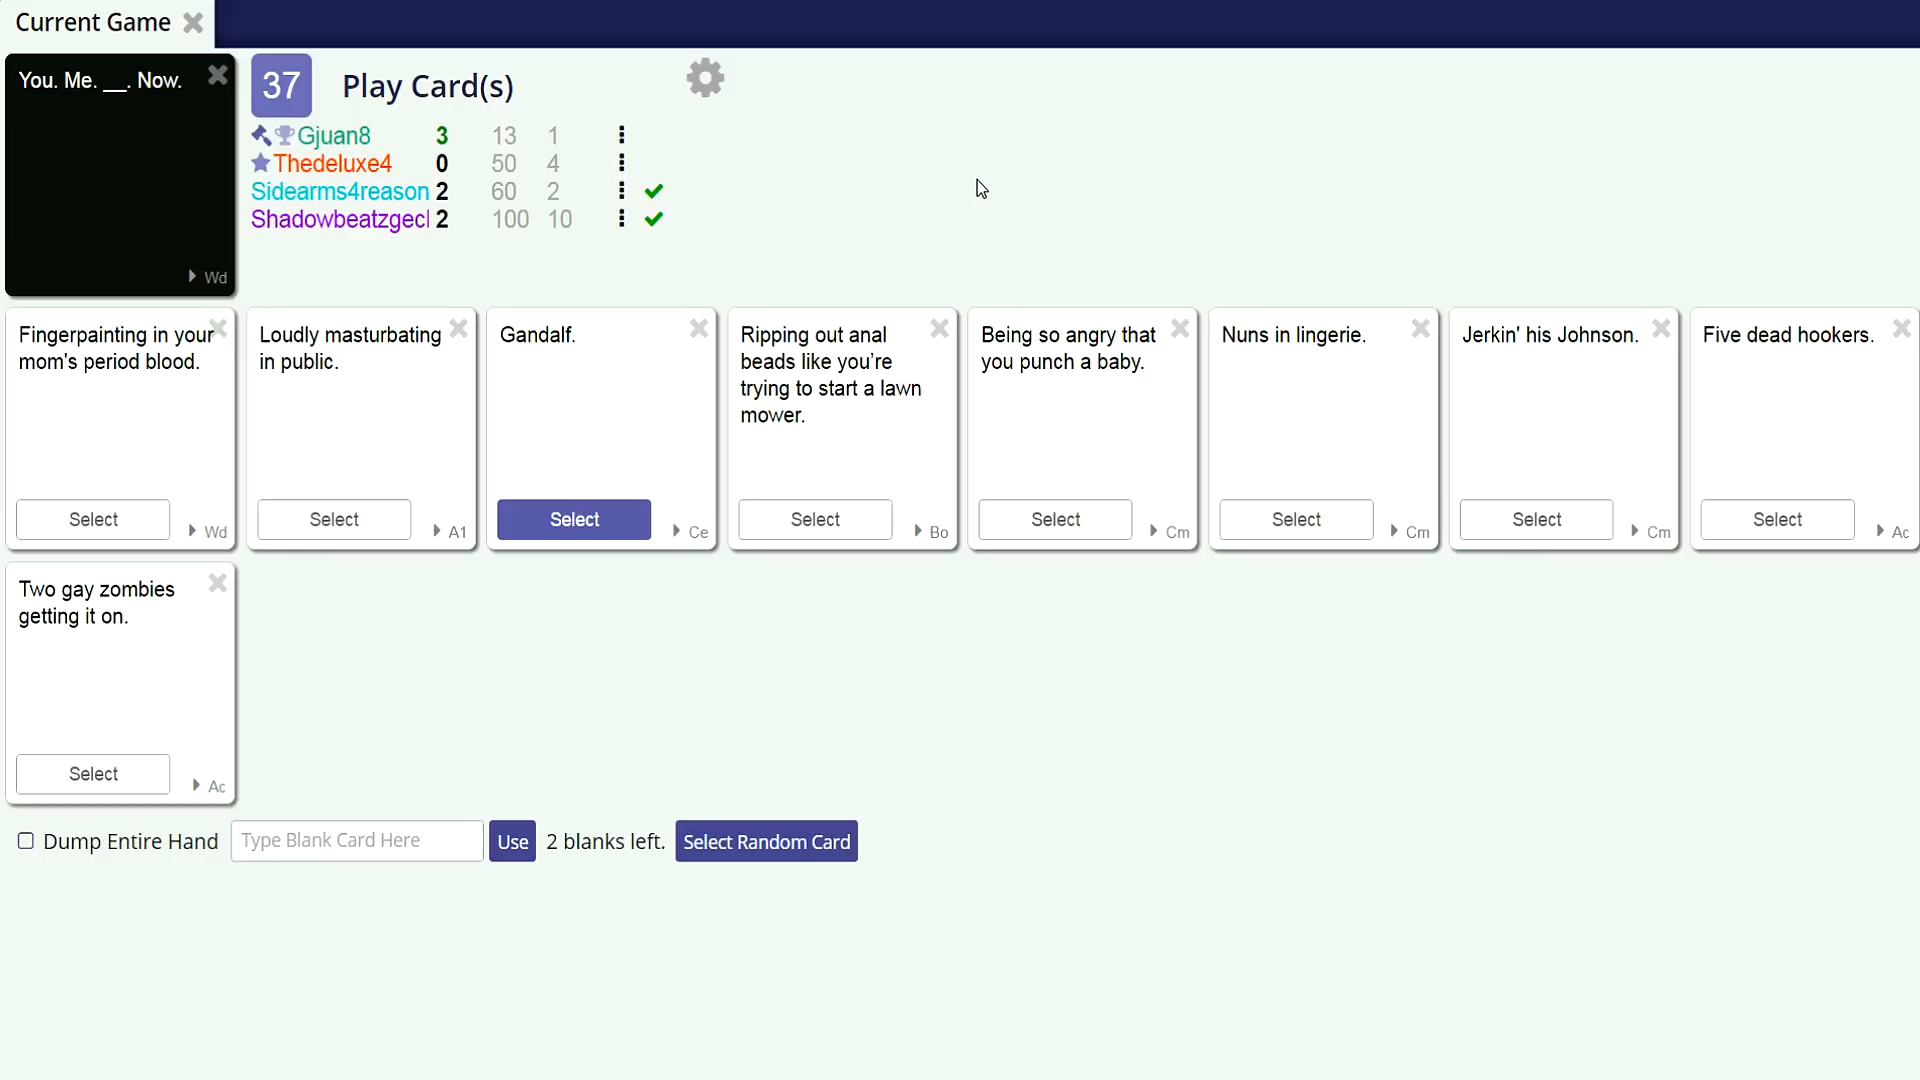 Current Game
You. Me. __. Now.
Wd
37
Play Card(s)
Gjuan8 3 13 1
Thedeluxe4 0 50 4
Sidearms4reason 2 60 2
Shadowbeatzgecl 2 100 10
Fingerpainting in your
mom's period blood.
Select
Wd
Loudly masturbating
in public.
Select
A1
Gandalf.
Select
Ce
Ripping out anal
beads like you’re
trying to start a lawn
mower.
Select
Bo
Being so angry that
you punch a baby.
Select
Cm
Nuns in lingerie.
Select
Cm
Jerkin' his Johnson.
Select
Cm
Five dead hookers.
Select
Ac
Two gay zombies
getting it on.
Select
Ac
Dump Entire Hand
Type Blank Card Here
Use
2 blanks left.
Select Random Card